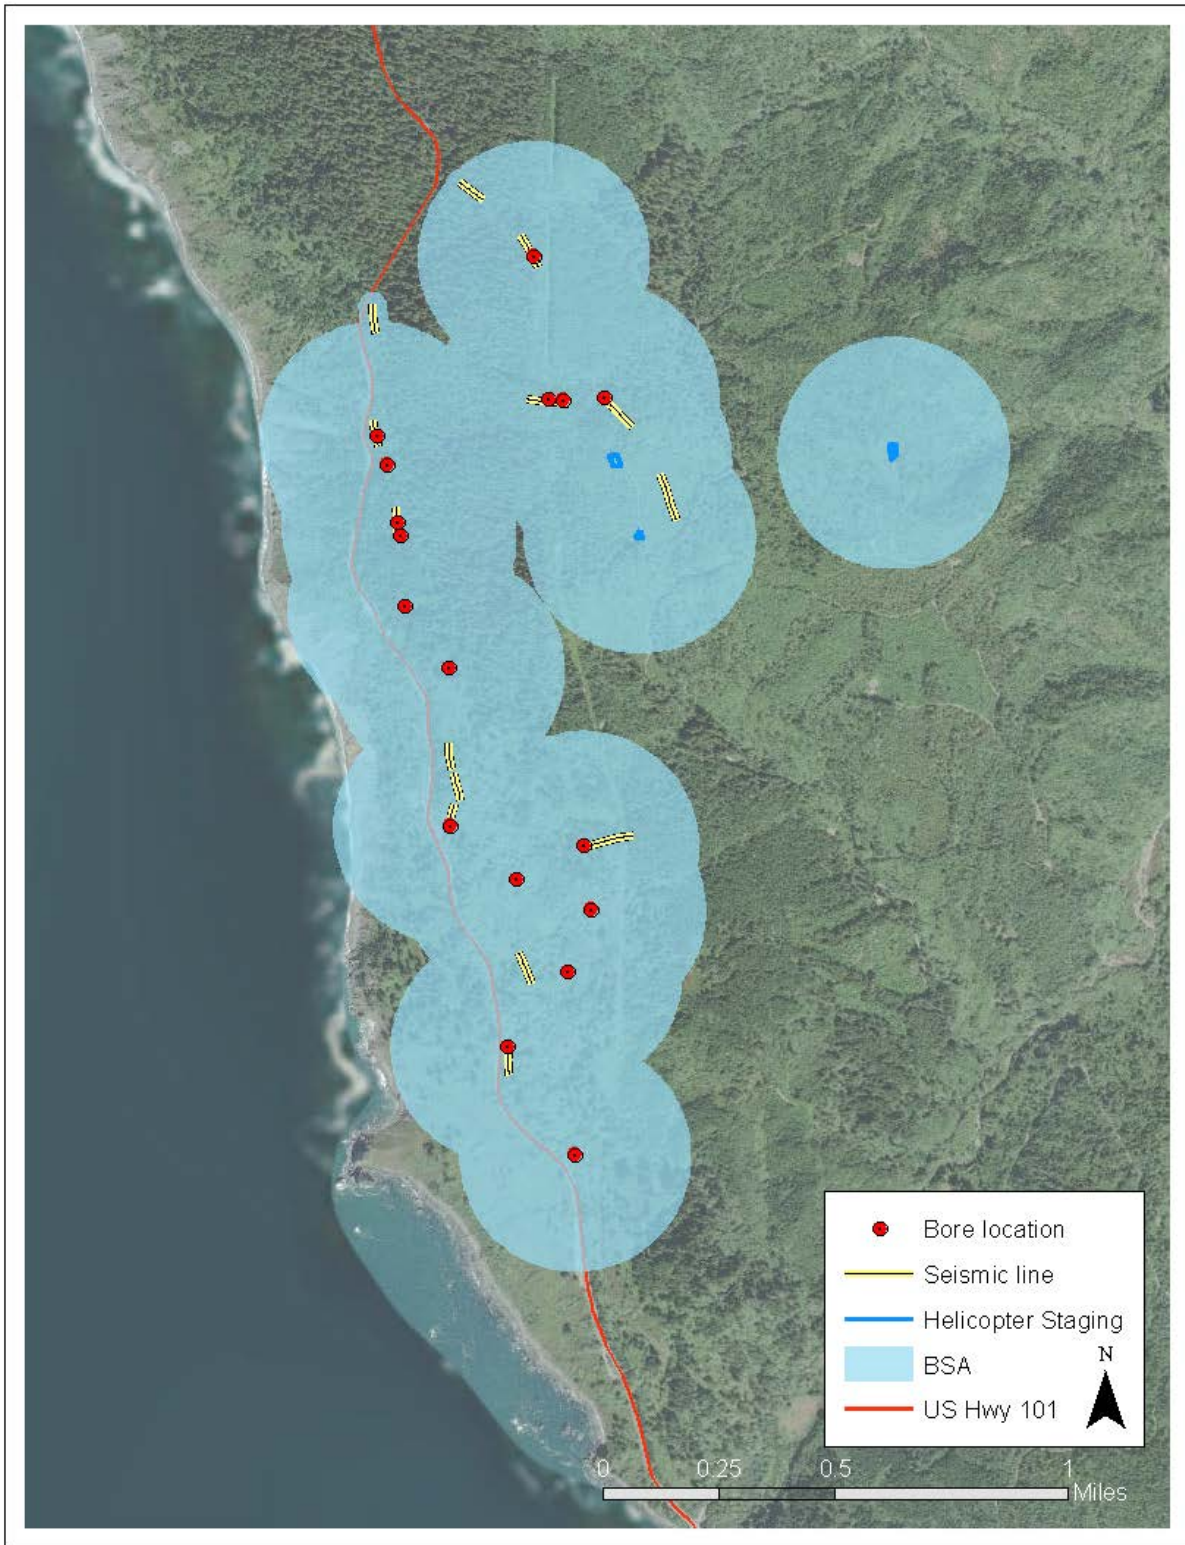 Bore location
Seismic line
Helicopter Staging
BSA
US Hwy 101
N
0 0.25 0.5 1
Miles